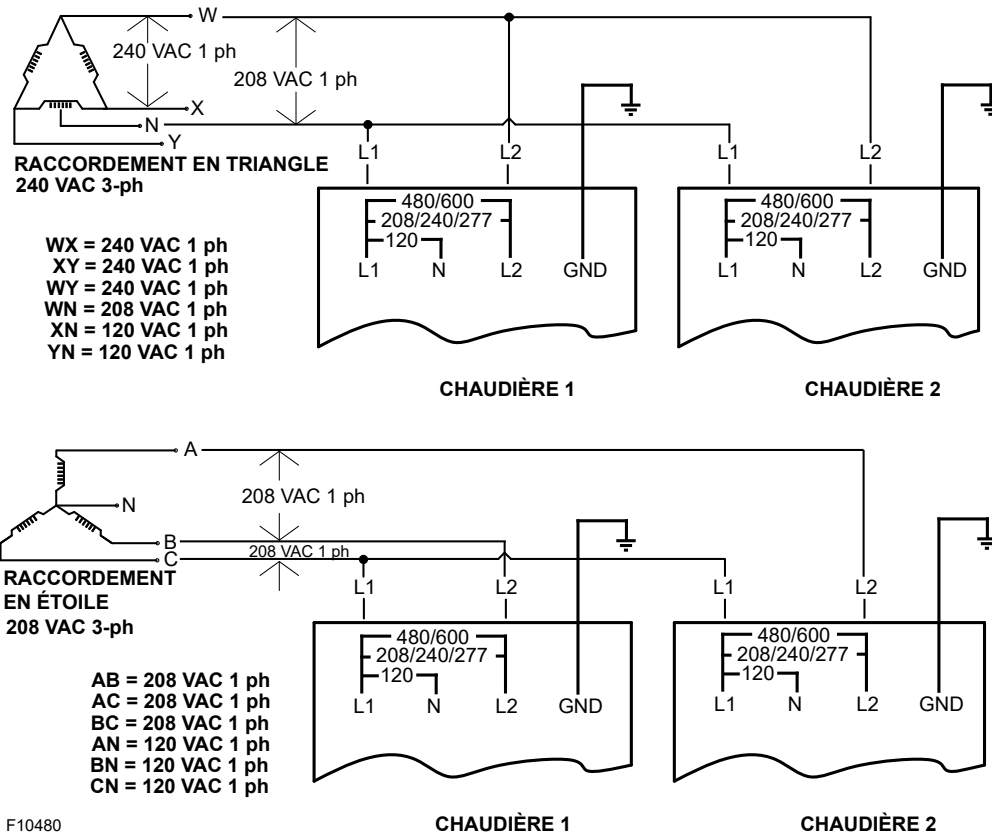 W
240 VAC 1 ph
208 VAC 1 ph
X
N
Y
RACCORDEMENT EN TRIANGLE
240 VAC 3-ph
L1 L2 L1 L2
480/600 480/600
208/240/277 208/240/277
120 120
L1 N L2 GND L1 N L2 GND
WX = 240 VAC 1 ph
XY = 240 VAC 1 ph
WY = 240 VAC 1 ph
WN = 208 VAC 1 ph
XN = 120 VAC 1 ph
YN = 120 VAC 1 ph
CHAUDIÈRE 1 CHAUDIÈRE 2
A
208 VAC 1 ph
N
B
208 VAC 1 ph
C
RACCORDEMENT
EN ÉTOILE
208 VAC 3-ph
L1 L2 L1 L2
480/600 480/600
208/240/277 208/240/277
120 120
L1 N L2 GND L1 N L2 GND
AB = 208 VAC 1 ph
AC = 208 VAC 1 ph
BC = 208 VAC 1 ph
AN = 120 VAC 1 ph
BN = 120 VAC 1 ph
CN = 120 VAC 1 ph
F10480
CHAUDIÈRE 1 CHAUDIÈRE 2